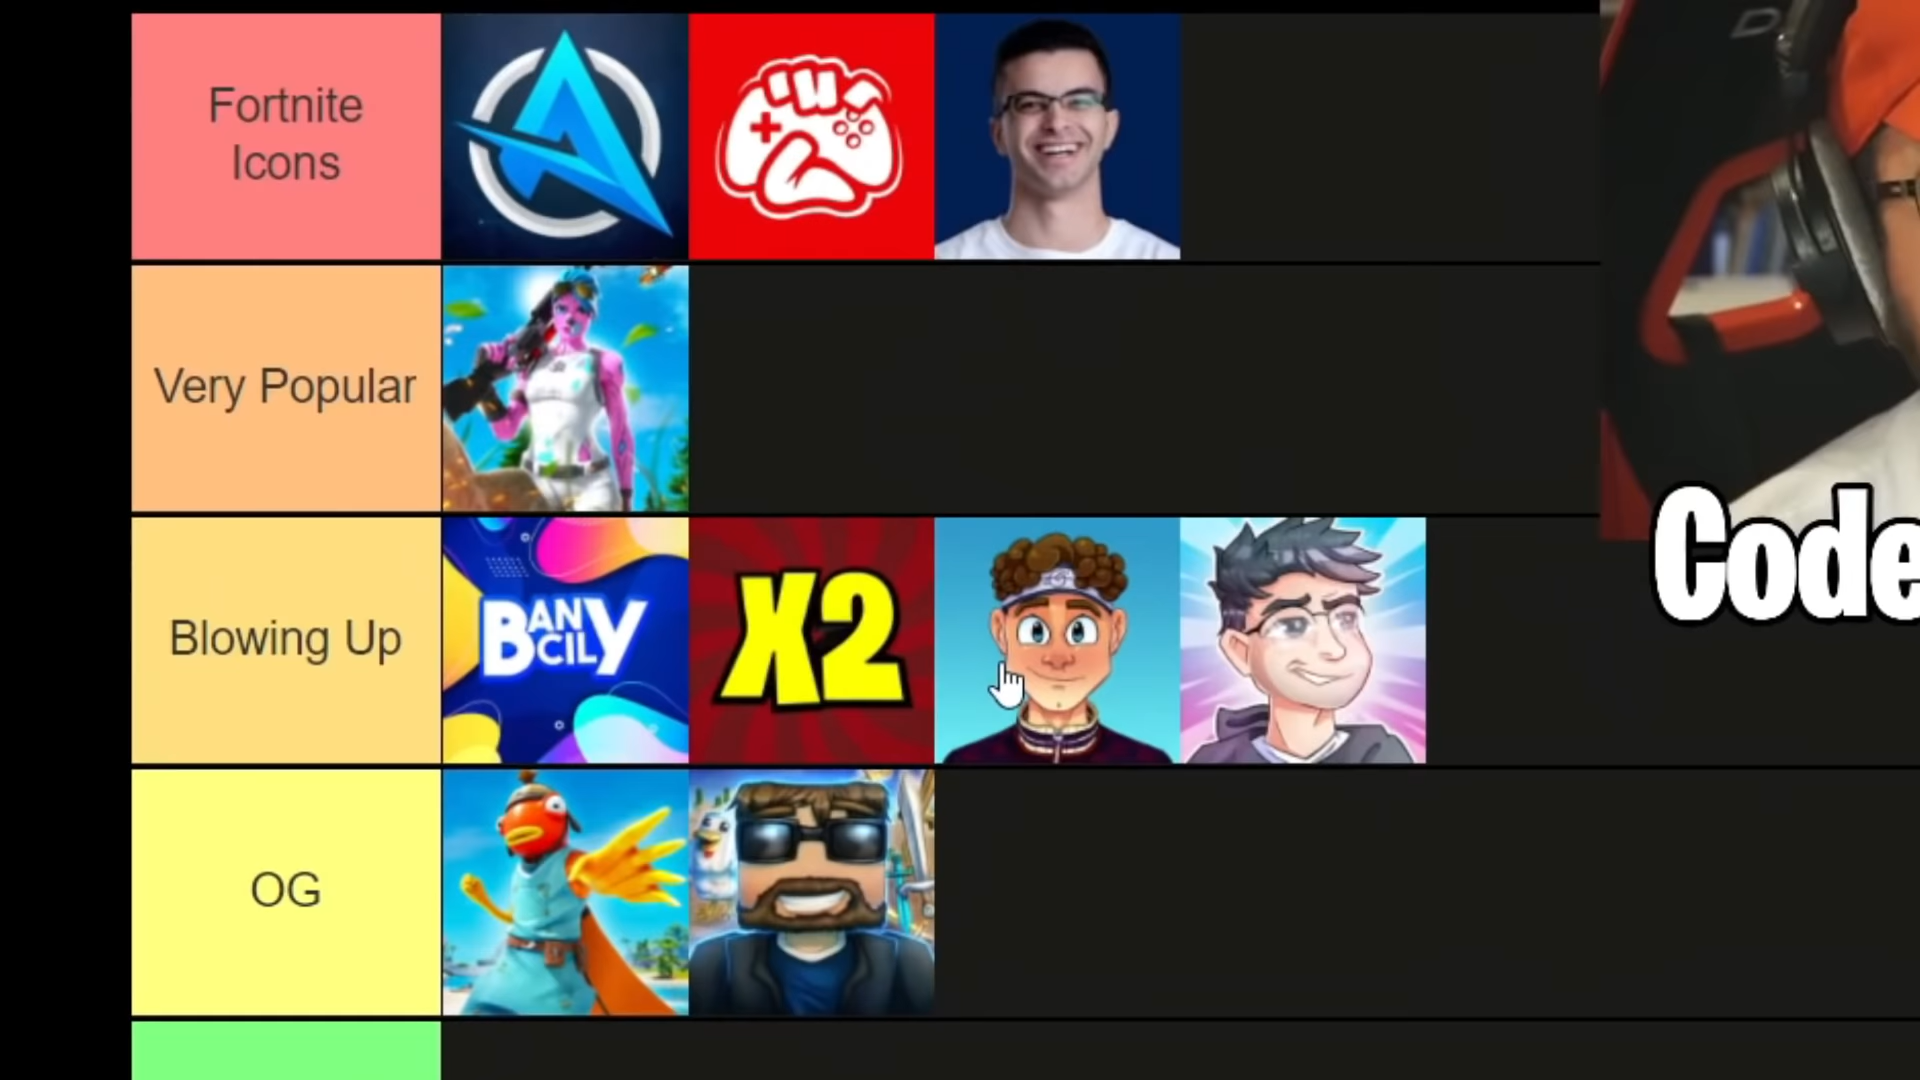 Fortnite
Icons
Very Popular
Blowing Up
BANCILY
X2
Code
OG